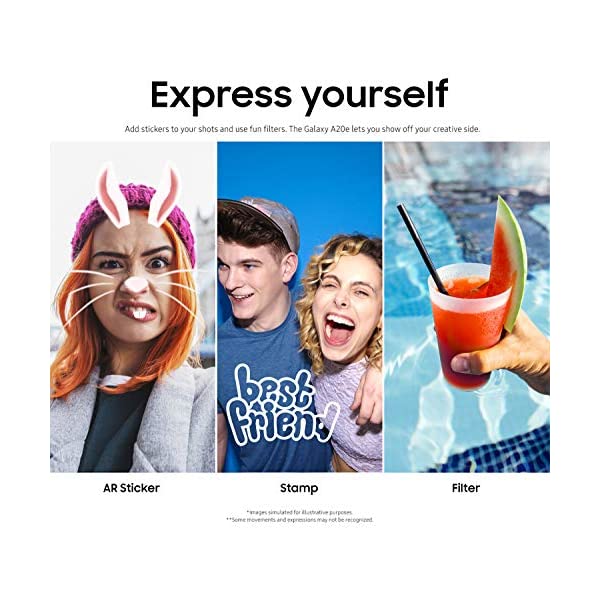 Express yourself
Add stickers to your shots and use fun filters. The Galaxy A20e lets you show off your creative side.
best
friend
AR Sticker
Stamp
Filter
*Images simulated for illustrative purposes.
**Some movements and expressions may not be recognized.